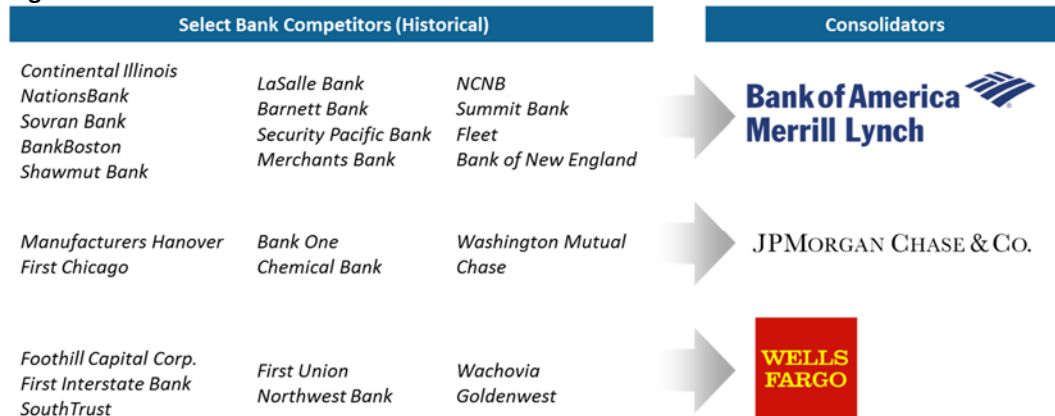 Select Bank Competitors (Historical)
Consolidators
Continental Illinois
NationsBank
Sovran Bank
BankBoston
Shawmut Bank
LaSalle Bank
Barnett Bank
Security Pacific Bank
Merchants Bank
NCNB
Summit Bank
Fleet
Bank of New England
Bank of America
Merrill Lynch
Manufacturers Hanover
First Chicago
Bank One
Chemical Bank
Washington Mutual
Chase
JPMORGAN CHASE & CO.
Foothill Capital Corp.
First Interstate Bank
SouthTrust
First Union
Northwest Bank
Wachovia
Goldenwest
WELLS
FARGO